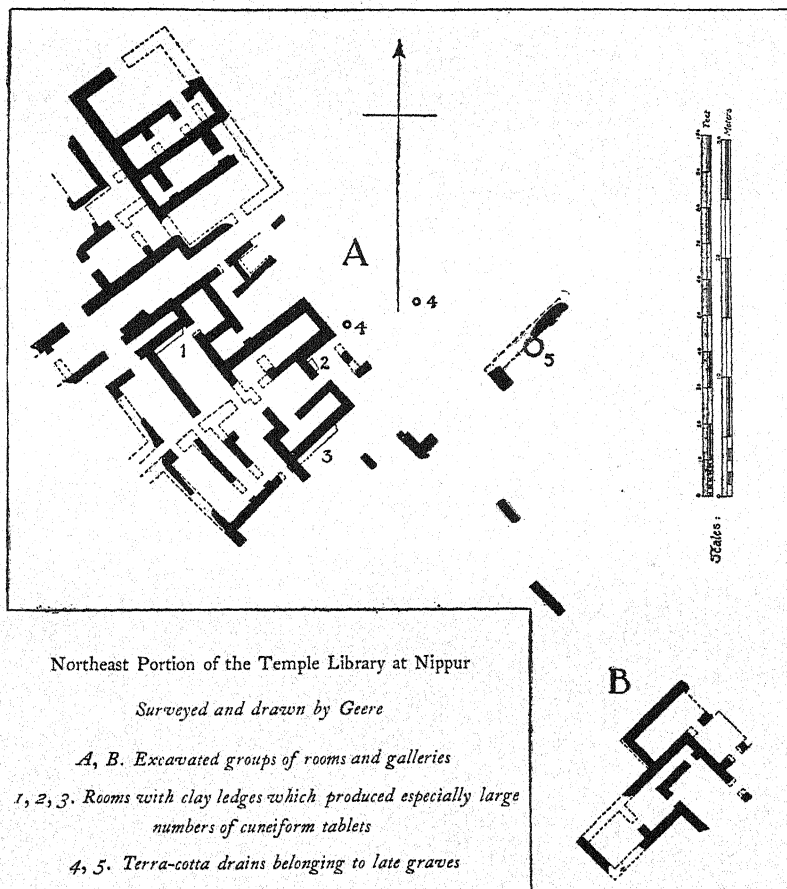 A
4
4
5
1
2
3
Feet
Meters
Scales:
B
Northeast Portion of the Temple Library at Nippur
Surveyed and drawn by Geere
A, B. Excavated groups of rooms and galleries
1, 2, 3. Rooms with clay ledges which produced especially large
numbers of cuneiform tablets
4, 5. Terra-cotta drains belonging to late graves